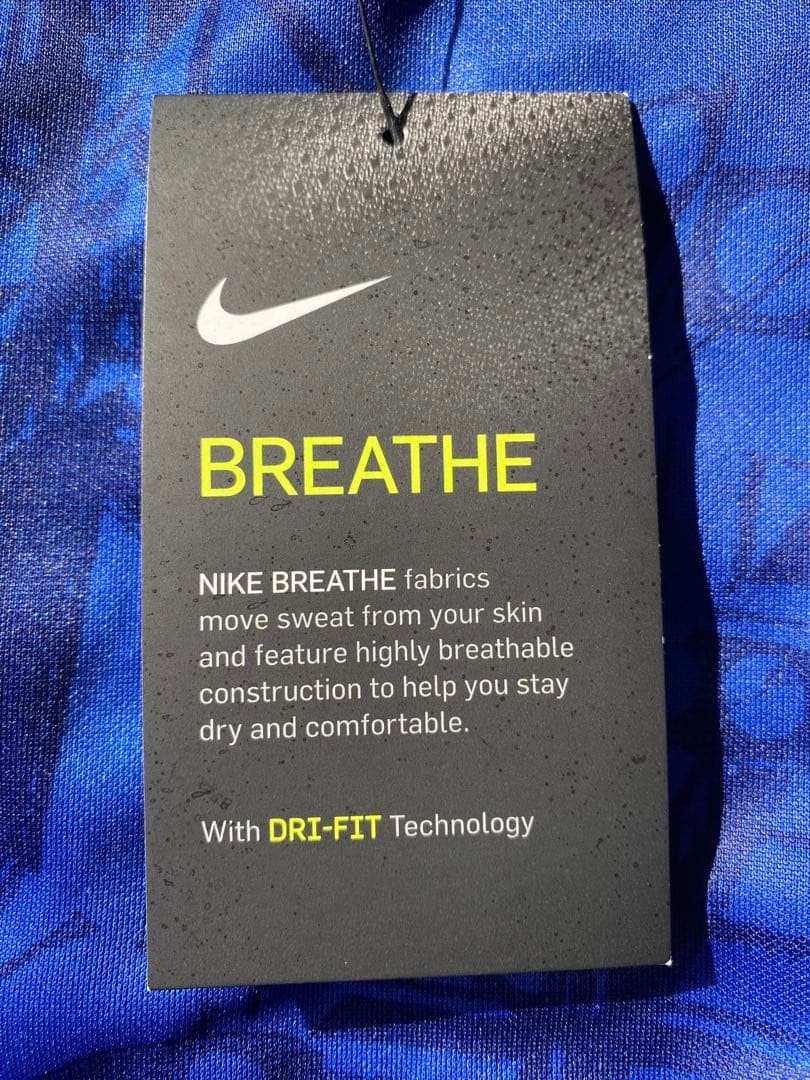 BREATHE
NIKE BREATHE fabrics
move sweat from your skin
and feature highly breathable
construction to help you stay
dry and comfortable.
With DRI-FIT Technology